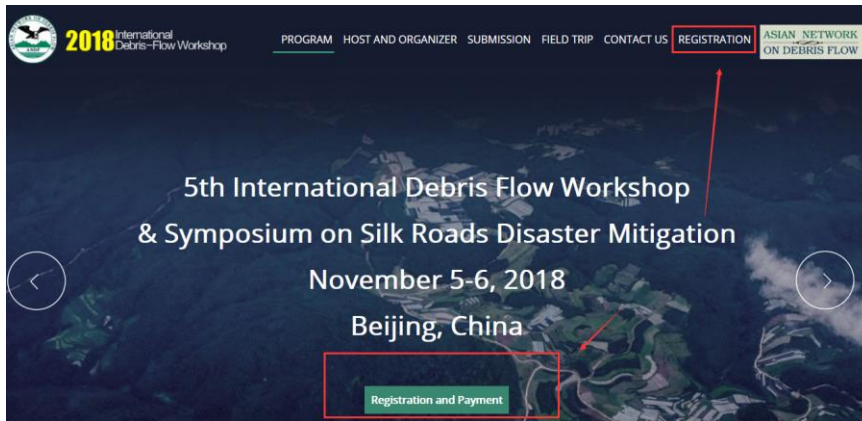 2018 International
Debris-Flow Workshop
PROGRAM HOST AND ORGANIZER SUBMISSION FIELD TRIP CONTACT US REGISTRATION
ASIAN NETWORK
ON DEBRIS FLOW
5th International Debris Flow Workshop
& Symposium on Silk Roads Disaster Mitigation
November 5-6, 2018
Beijing, China
Registration and Payment